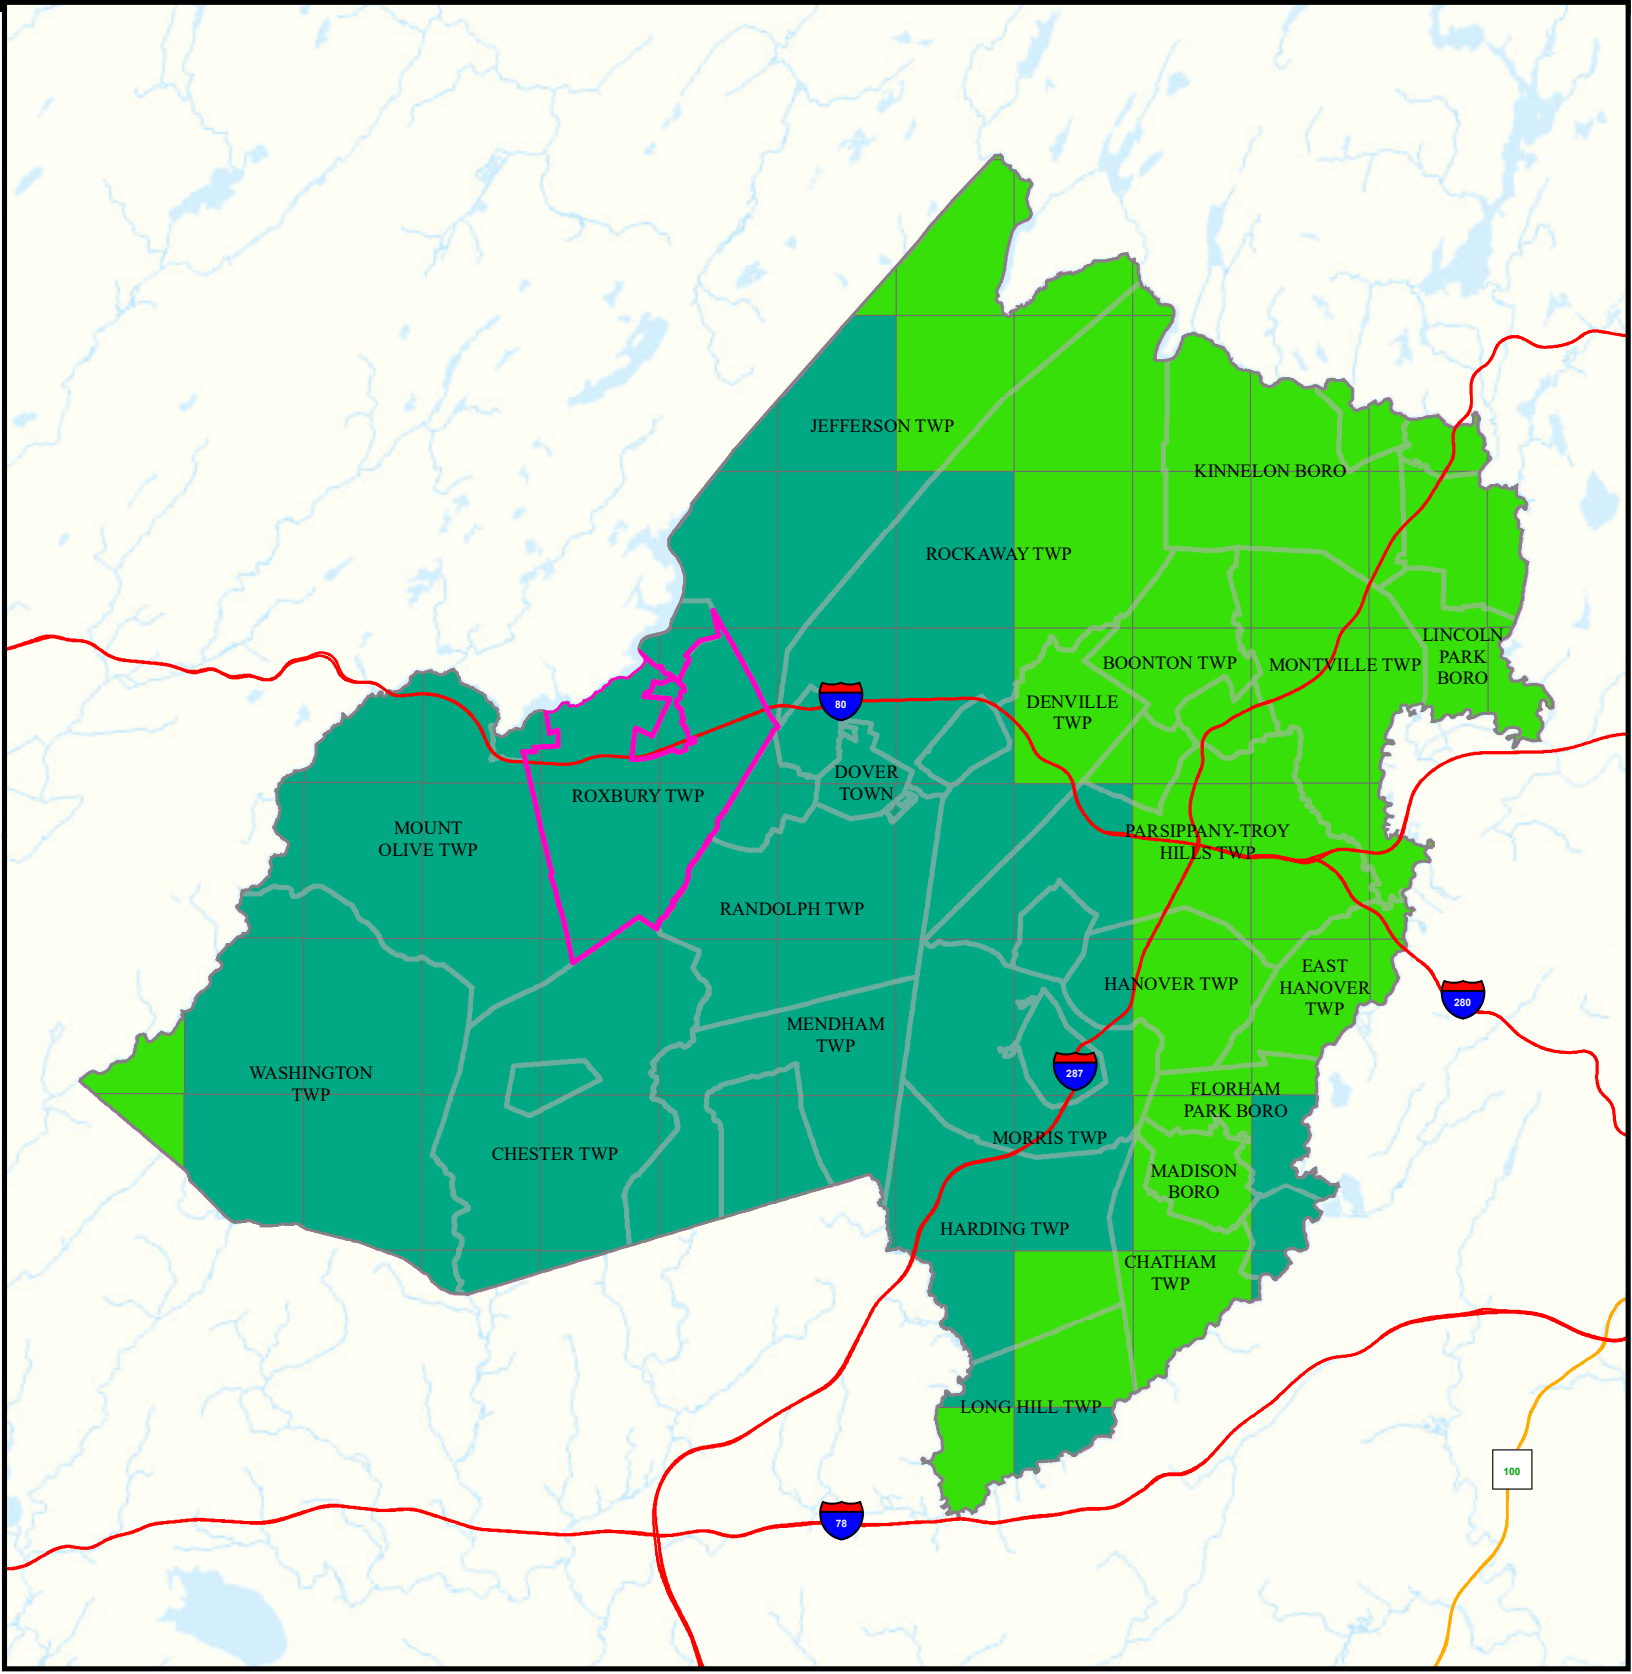 JEFFERSON TWP
KINNELON BORO
ROCKAWAY TWP
LINCOLN
PARK
BORO
BOONTON TWP
MONTVILLE TWP
DENVILLE
TWP
80
DOVER
TOWN
ROXBURY TWP
MOUNT
OLIVE TWP
PARSIPPANY-TROY
HILLS TWP
RANDOLPH TWP
EAST
HANOVER
TWP
HANOVER TWP
280
MENDHAM
TWP
287
WASHINGTON
TWP
FLORHAM
PARK BORO
MORRIS TWP
CHESTER TWP
MADISON
BORO
HARDING TWP
CHATHAM
TWP
LONG HILL TWP
100
78